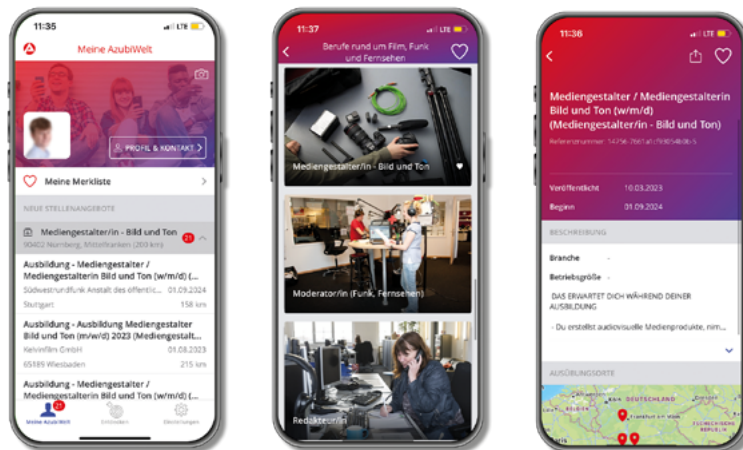 11:35
LTE
Meine AzubiWelt
PROFIL & KONTAKT >
Meine Merkliste
NEUE STELLENANGEBOTE
Mediengestalter/in - Bild und Ton
90402 Nürnberg, Mittelfranken (200 km)
21
Ausbildung - Mediengestalter /
Mediengestalterin Bild und Ton (w/m/d) (...
Südwestrundfunk Anstalt des öffentlic... 01.09.2024
Stuttgart 158 km
Ausbildung - Ausbildung Mediengestalter
Bild und Ton (m/w/d) 2023 (Mediengestalt...
Kelvinfilm GmbH 01.08.2023
65189 Wiesbaden 215 km
Ausbildung - Mediengestalter /
Mediengestalterin Bild und Ton (w/m/d) (...
21
Meine AzubiWelt Entdecken Einstellungen
11:37
LTE
Berufe rund um Film, Funk
und Fernsehen
Mediengestalter/in - Bild und Ton
Moderator/in (Funk, Fernsehen)
Redakteur/in
11:36
LTE
Mediengestalter / Mediengestalterin
Bild und Ton (w/m/d)
(Mediengestalter/in - Bild und Ton)
Referenznummer:
Veröffentlicht 10.03.2023
Beginn 01.09.2024
BESCHREIBUNG
Branche -
Betriebsgröße -
DAS ERWARTET DICH WÄHREND DEINER
AUSBILDUNG
- Du erstellst audiovisuelle Medienprodukte, nim...
AUSÜBUNGSORTE
DEUTSCHLAND
Frankfurt am Main
TSCHECHISCHE
REPUBLIK